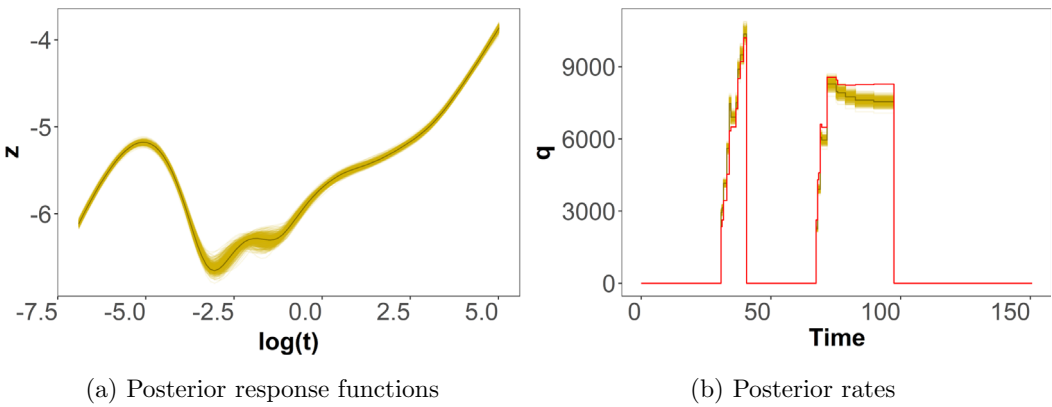 -4
-5
-6
z
-7.5 -5.0 -2.5 0.0 2.5 5.0
log(t)
(a) Posterior response functions
9000
6000
3000
0
q
0 50 100 150
Time
(b) Posterior rates